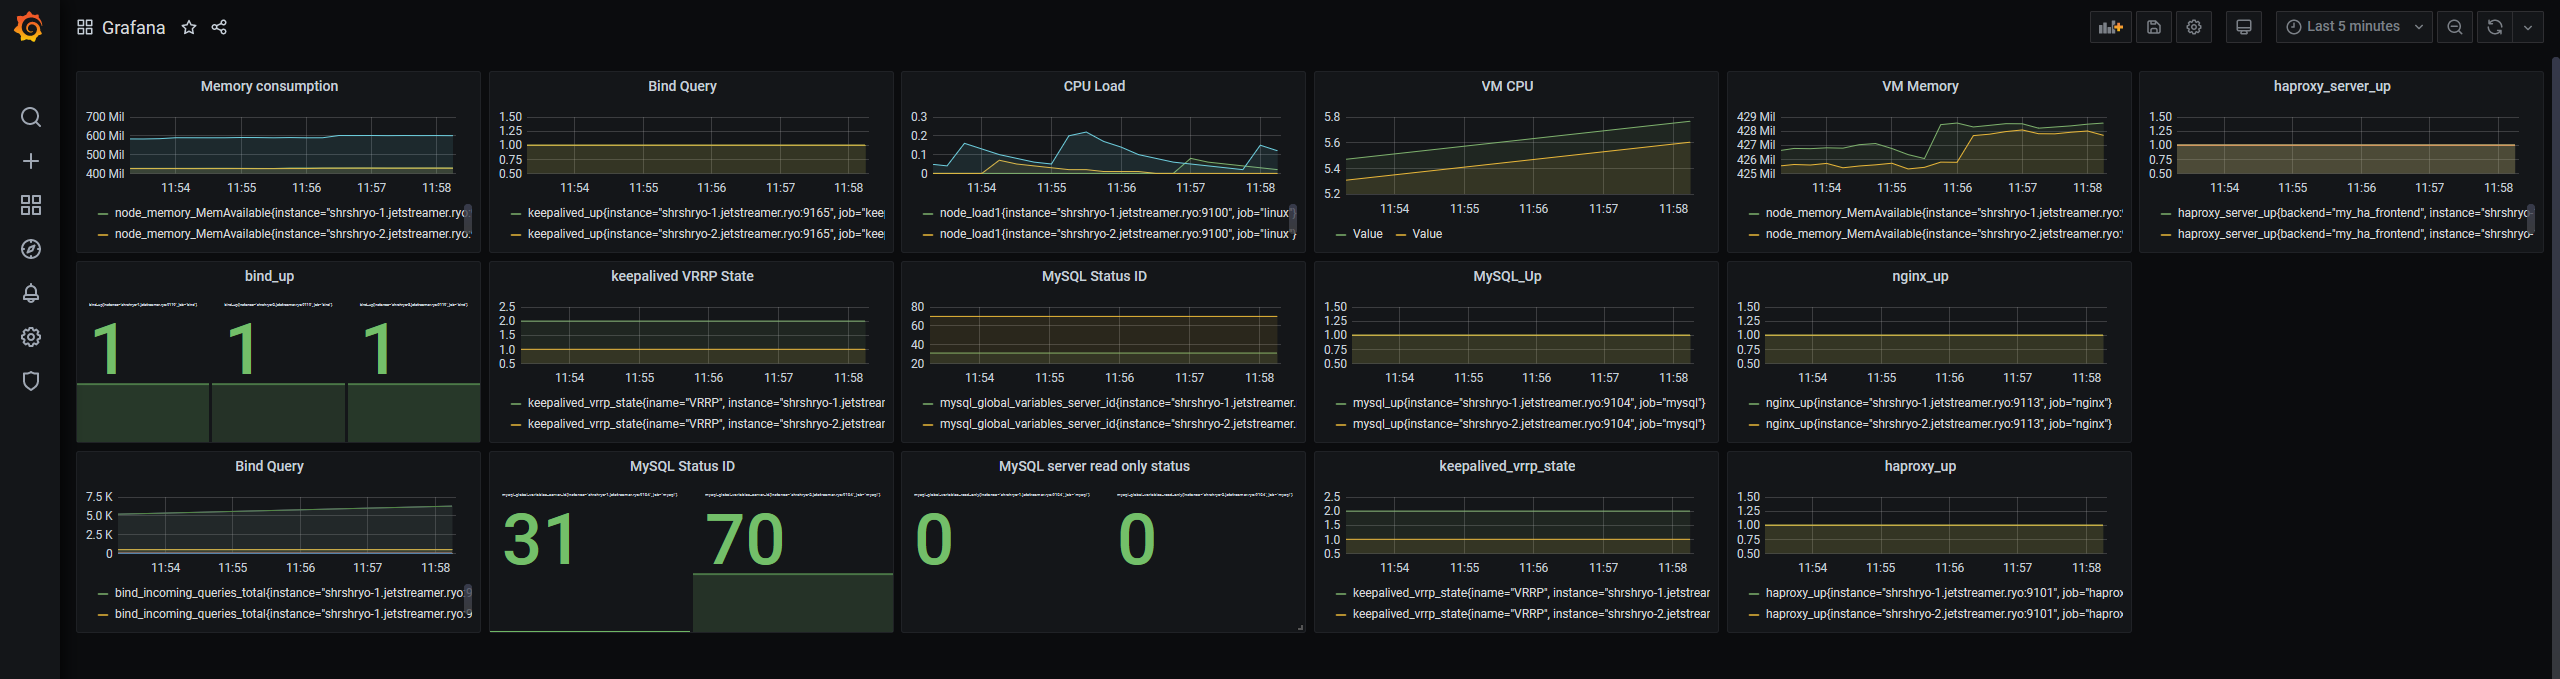 Grafana
Last 5 minutes
Memory consumption
700 Mil
600 Mil
500 Mil
400 Mil
11:54 11:55 11:56 11:57 11:58
node_memory_MemAvailable{instance="shrshryo-1.jetstreamer.ryo:
node_memory_MemAvailable{instance="shrshryo-2.jetstreamer.ryo:
Bind Query
1.50
1.25
1.00
0.75
0.50
11:54 11:55 11:56 11:57 11:58
keepalived_up{instance="shrshryo-1.jetstreamer.ryo:9165", job="keep
keepalived_up{instance="shrshryo-2.jetstreamer.ryo:9165", job="keep
CPU Load
0.3
0.2
0.1
0
11:54 11:55 11:56 11:57 11:58
node_load1{instance="shrshryo-1.jetstreamer.ryo:9100", job="linux"}
node_load1{instance="shrshryo-2.jetstreamer.ryo:9100", job="linux"}
VM CPU
5.8
5.6
5.4
5.2
11:54 11:55 11:56 11:57 11:58
Value Value
VM Memory
429 Mil
428 Mil
427 Mil
426 Mil
425 Mil
11:54 11:55 11:56 11:57 11:58
node_memory_MemAvailable{instance="shrshryo-1.jetstreamer.ryo:
node_memory_MemAvailable{instance="shrshryo-2.jetstreamer.ryo:
haproxy_server_up
1.50
1.25
1.00
0.75
0.50
11:54 11:55 11:56 11:57 11:58
haproxy_server_up{backend="my_ha_frontend", instance="shrshryo-
haproxy_server_up{backend="my_ha_frontend", instance="shrshryo-
bind_up
1 1 1
keepalived VRRP State
2.5
2.0
1.5
1.0
0.5
11:54 11:55 11:56 11:57 11:58
keepalived_vrrp_state{iname="VRRP", instance="shrshryo-1.jetstrear
keepalived_vrrp_state{iname="VRRP", instance="shrshryo-2.jetstrear
MySQL Status ID
80
60
40
20
11:54 11:55 11:56 11:57 11:58
mysql_global_variables_server_id{instance="shrshryo-1.jetstreamer.
mysql_global_variables_server_id{instance="shrshryo-2.jetstreamer.
MySQL_Up
1.50
1.25
1.00
0.75
0.50
11:54 11:55 11:56 11:57 11:58
mysql_up{instance="shrshryo-1.jetstreamer.ryo:9104", job="mysql"}
mysql_up{instance="shrshryo-2.jetstreamer.ryo:9104", job="mysql"}
nginx_up
1.50
1.25
1.00
0.75
0.50
11:54 11:55 11:56 11:57 11:58
nginx_up{instance="shrshryo-1.jetstreamer.ryo:9113", job="nginx"}
nginx_up{instance="shrshryo-2.jetstreamer.ryo:9113", job="nginx"}
Bind Query
7.5 K
5.0 K
2.5 K
0
11:54 11:55 11:56 11:57 11:58
bind_incoming_queries_total{instance="shrshryo-1.jetstreamer.ryo:9
bind_incoming_queries_total{instance="shrshryo-1.jetstreamer.ryo:9
MySQL Status ID
31 70
MySQL server read only status
0 0
keepalived_vrrp_state
2.5
2.0
1.5
1.0
0.5
11:54 11:55 11:56 11:57 11:58
keepalived_vrrp_state{iname="VRRP", instance="shrshryo-1.jetstrear
keepalived_vrrp_state{iname="VRRP", instance="shrshryo-2.jetstrear
haproxy_up
1.50
1.25
1.00
0.75
0.50
11:54 11:55 11:56 11:57 11:58
haproxy_up{instance="shrshryo-1.jetstreamer.ryo:9101", job="haprox
haproxy_up{instance="shrshryo-2.jetstreamer.ryo:9101", job="haprox